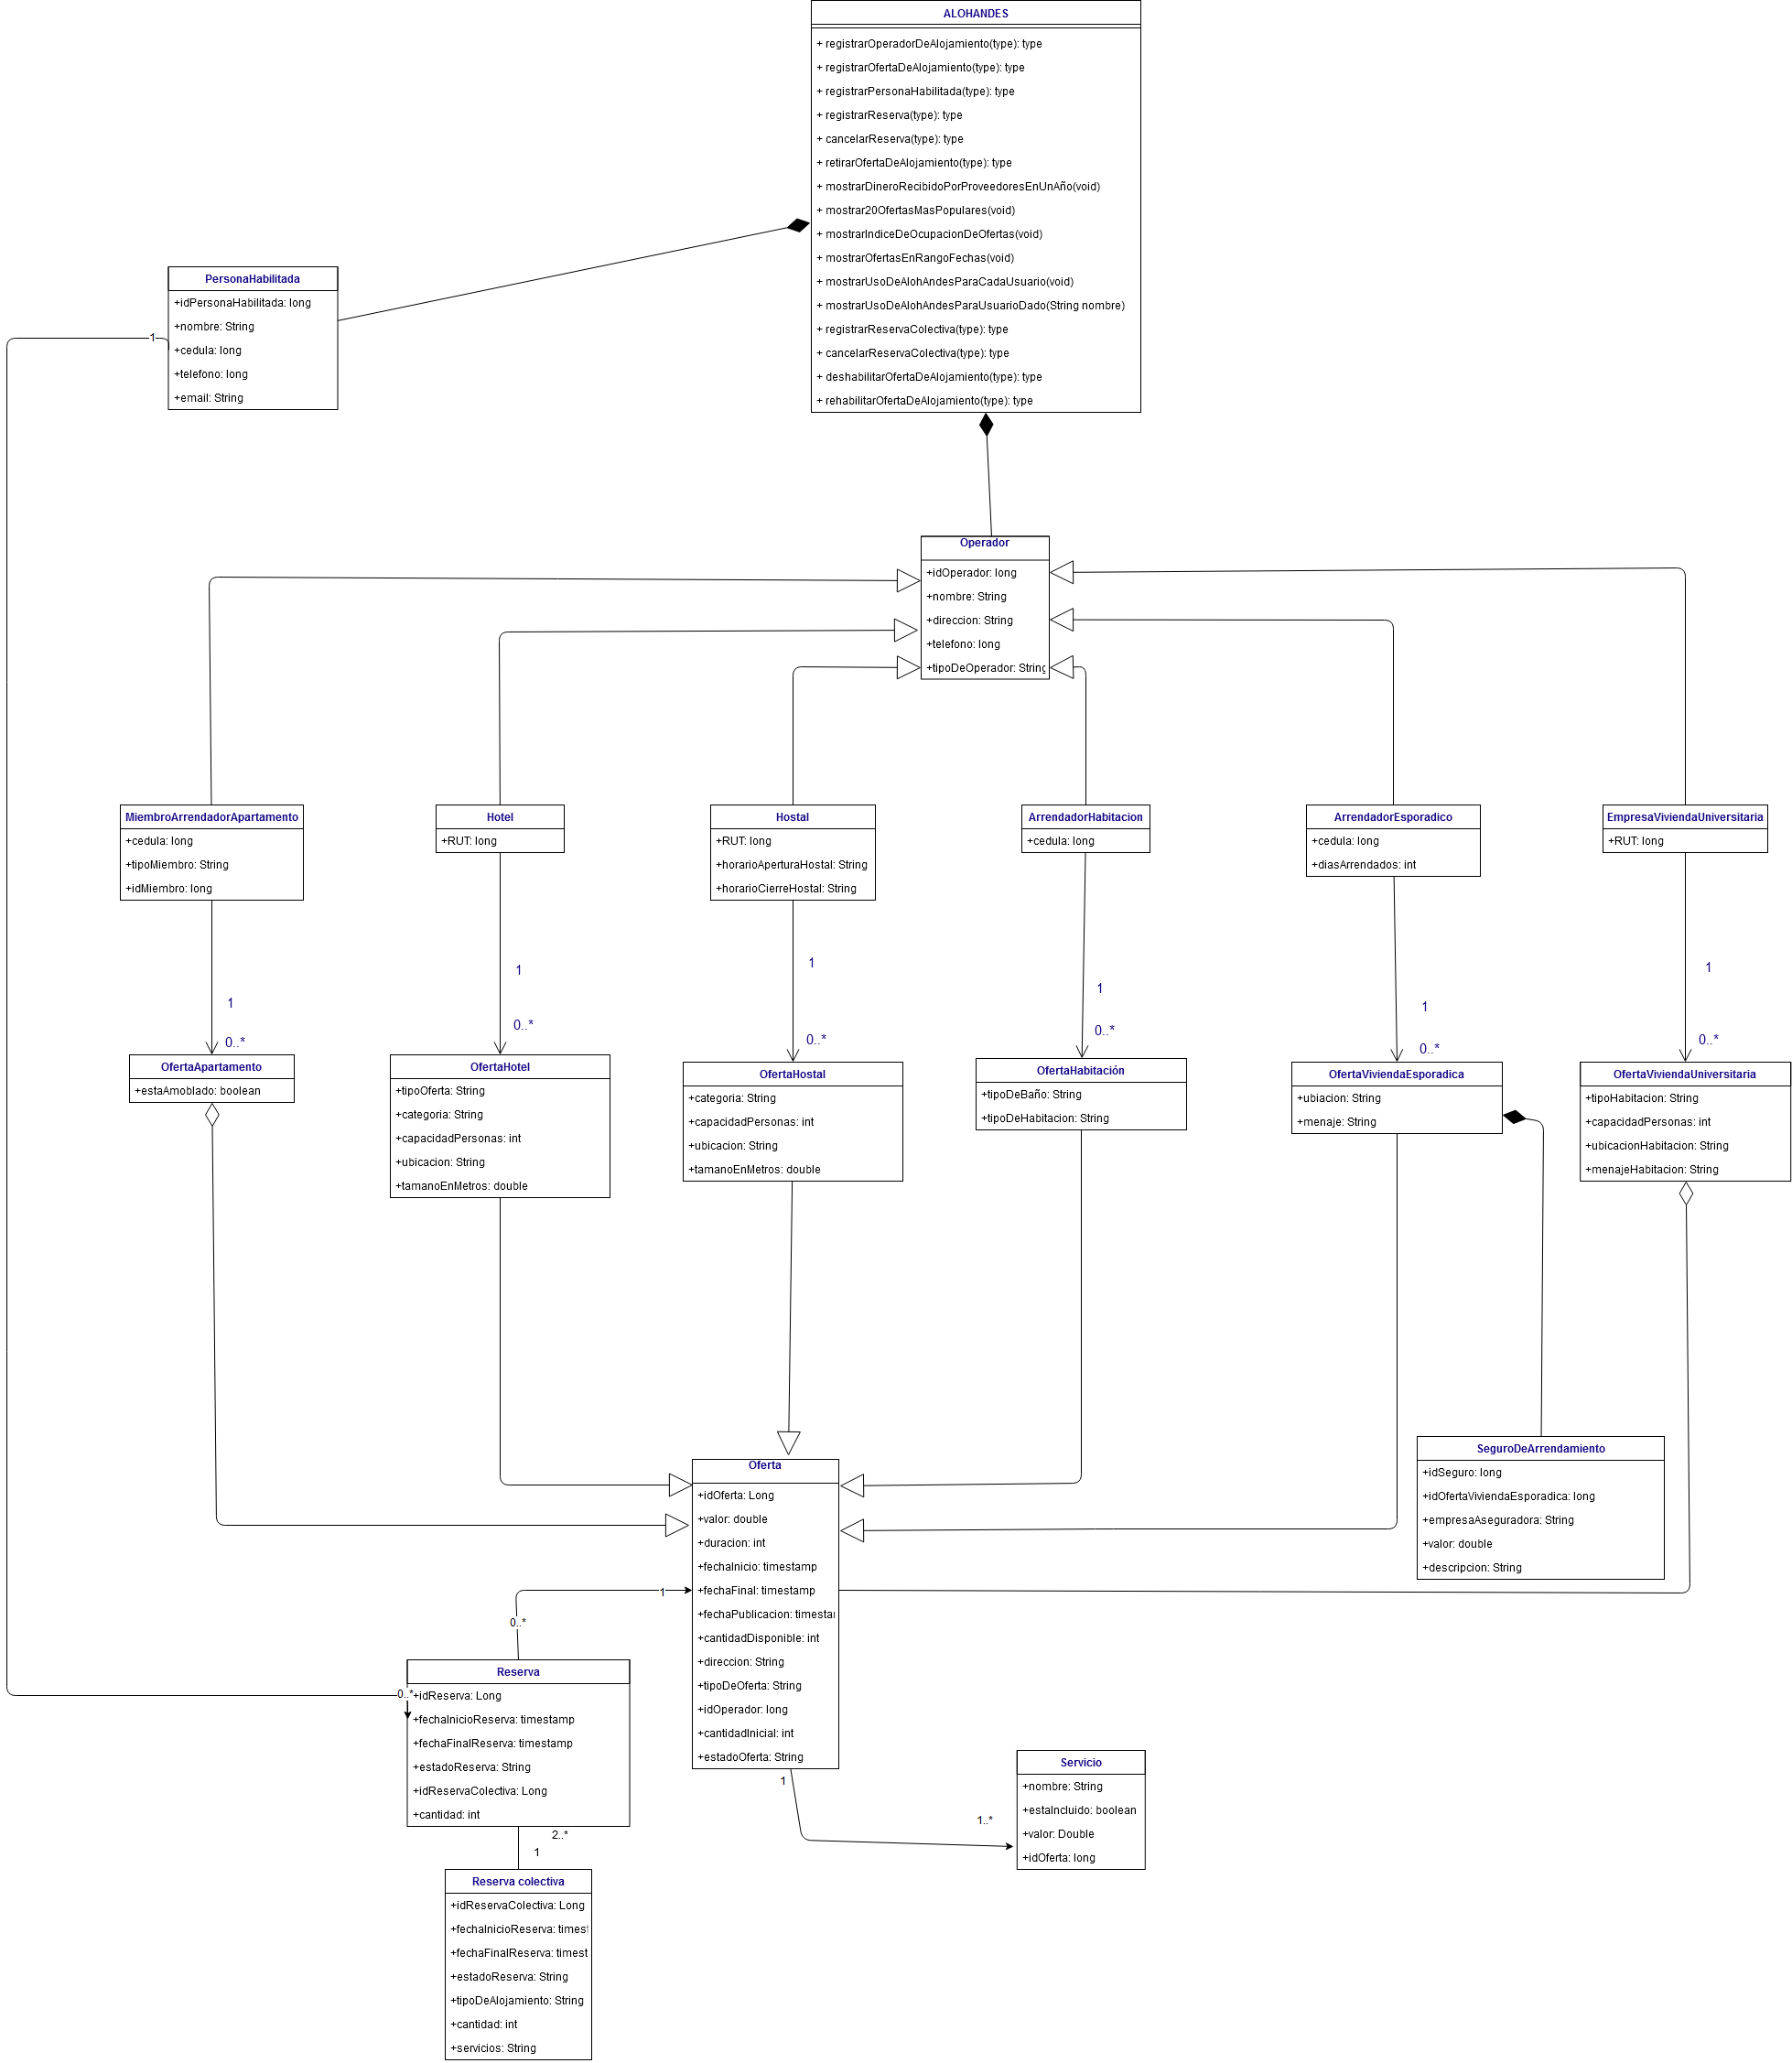 ALOHANDES
+ registrarOperadorDeAlojamiento(type): type
+ registrarOfertaDeAlojamiento(type): type
+ registrarPersonaHabilitada(type): type
+ registrarReserva(type): type
+ cancelarReserva(type): type
+ retirarOfertaDeAlojamiento(type): type
+ mostrarDineroRecibidoPorProveedoresEnUnAño(void)
+ mostrar20OfertasMasPopulares(void)
+ mostrarIndiceDeOcupacionDeOfertas(void)
+ mostrarOfertasEnRangoFechas(void)
+ mostrarUsoDeAlohAndesParaCadaUsuario(void)
+ mostrarUsoDeAlohAndesParaUsuarioDado(String nombre)
+ registrarReservaColectiva(type): type
+ cancelarReservaColectiva(type): type
+ deshabilitarOfertaDeAlojamiento(type): type
+ rehabilitarOfertaDeAlojamiento(type): type
PersonaHabilitada
+idPersonaHabilitada: long
+nombre: String
+cedula: long
+telefono: long
+email: String
1
Operador
+idOperador: long
+nombre: String
+direccion: String
+telefono: long
+tipoDeOperador: String
MiembroArrendadorApartamento
+cedula: long
+tipoMiembro: String
+idMiembro: long
Hotel
+RUT: long
Hostal
+RUT: long
+horarioAperturaHostal: String
+horarioCierreHostal: String
ArrendadorHabitacion
+cedula: long
ArrendadorEsporadico
+cedula: long
+diasArrendados: int
EmpresaViviendaUniversitaria
+RUT: long
1
0..*
1
0..*
1
0..*
1
0..*
1
0..*
1
0..*
OfertaApartamento
+estaAmoblado: boolean
OfertaHotel
+tipoOferta: String
+categoria: String
+capacidadPersonas: int
+ubicacion: String
+tamanoEnMetros: double
OfertaHostal
+categoria: String
+capacidadPersonas: int
+ubicacion: String
+tamanoEnMetros: double
OfertaHabitación
+tipoDeBaño: String
+tipoDeHabitacion: String
OfertaViviendaEsporadica
+ubiacion: String
+menaje: String
OfertaViviendaUniversitaria
+tipoHabitacion: String
+capacidadPersonas: int
+ubicacionHabitacion: String
+menajeHabitacion: String
SeguroDeArrendamiento
+idSeguro: long
+idOfertaViviendaEsporadica: long
+empresaAseguradora: String
+valor: double
+descripcion: String
Oferta
+idOferta: Long
+valor: double
+duracion: int
+fechaInicio: timestamp
+fechaFinal: timestamp
+fechaPublicacion: timestar
+cantidadDisponible: int
+direccion: String
+tipoDeOferta: String
+idOperador: long
+cantidadInicial: int
+estadoOferta: String
1
0..*
Reserva
0..*
+idReserva: Long
+fechaInicioReserva: timestamp
+fechaFinalReserva: timestamp
+estadoReserva: String
+idReservaColectiva: Long
+cantidad: int
2..*
1
Reserva colectiva
+idReservaColectiva: Long
+fechaInicioReserva: times
+fechaFinalReserva: timest
+estadoReserva: String
+tipoDeAlojamiento: String
+cantidad: int
+servicios: String
1
1..*
Servicio
+nombre: String
+estaIncluido: boolean
+valor: Double
+idOferta: long